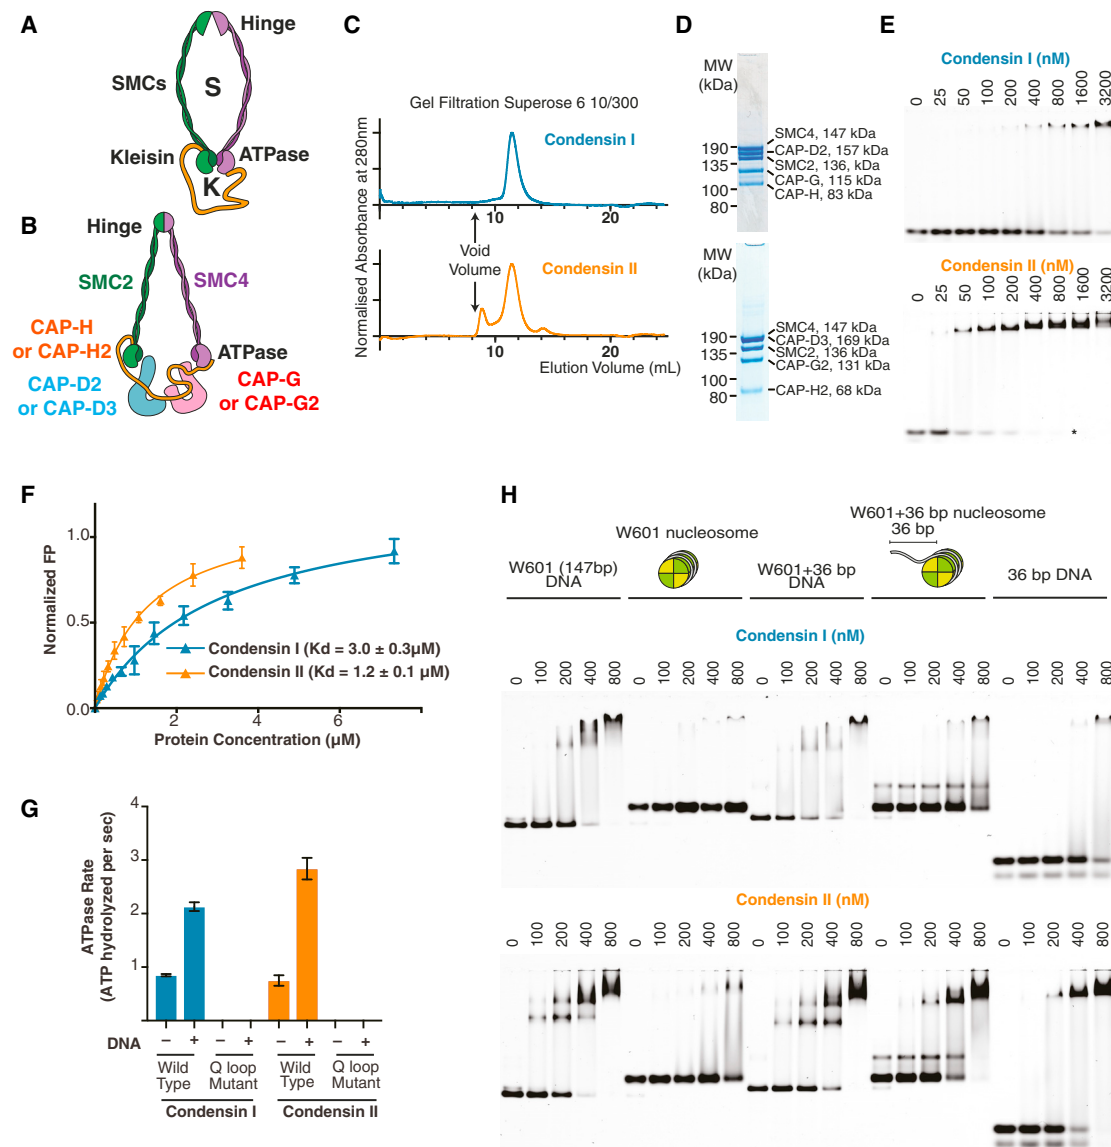 A
Hinge
SMCs
S
Kleisin
ATPase
K
B
Hinge
SMC2
SMC4
CAP-H
or CAP-H2
ATPase
CAP-D2
or CAP-D3
CAP-G
or CAP-G2
C
Gel Filtration Superose 6 10/300
Normalised Absorbance at 280nm
Condensin I
10
20
Void
Volume
Condensin II
0
10
20
Elution Volume (mL)
D
MW
(kDa)
190
135
100
80
SMC4, 147 kDa
CAP-D2, 157 kDa
SMC2, 136, kDa
CAP-G, 115 kDa
CAP-H, 83 kDa
MW
(kDa)
190
135
100
80
SMC4, 147 kDa
CAP-D3, 169 kDa
SMC2, 136 kDa
CAP-G2, 131 kDa
CAP-H2, 68 kDa
E
Condensin I (nM)
0 25 50 100 200 400 800 1600 3200
Condensin II (nM)
0 25 50 100 200 400 800 1600 3200
*
F
Normalized FP
1.0
0.5
0.0
Condensin I (Kd = 3.0 ± 0.3µM)
Condensin II (Kd = 1.2 ± 0.1 µM)
2 4 6
Protein Concentration (µM)
G
ATPase Rate
(ATP hydrolyzed per sec)
4
3
2
1
DNA – + – + – + – +
Wild Type
Q loop Mutant
Wild Type
Q loop Mutant
Condensin I
Condensin II
H
W601 (147bp)
DNA
W601 nucleosome
W601+36 bp
DNA
W601+36 bp nucleosome
36 bp
36 bp DNA
Condensin I (nM)
0 100 200 400 800 0 100 200 400 800 0 100 200 400 800 0 100 200 400 800 0 100 200 400 800
Condensin II (nM)
0 100 200 400 800 0 100 200 400 800 0 100 200 400 800 0 100 200 400 800 0 100 200 400 800